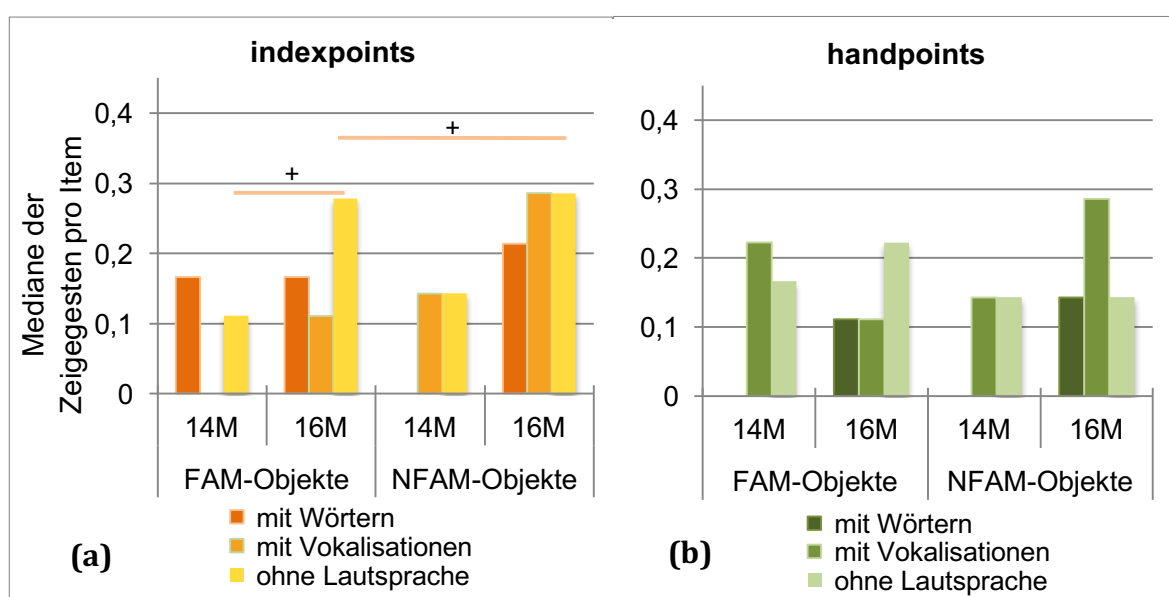 indexpoints
Mediane der
Zeigegesten pro Item
0,4
0,3
0,2
0,1
0
+
+
14M 16M 14M 16M
FAM-Objekte NFAM-Objekte
mit Wörtern
mit Vokalisationen
ohne Lautsprache
(a)
handpoints
0,4
0,3
0,2
0,1
0
14M 16M 14M 16M
FAM-Objekte NFAM-Objekte
mit Wörtern
mit Vokalisationen
ohne Lautsprache
(b)